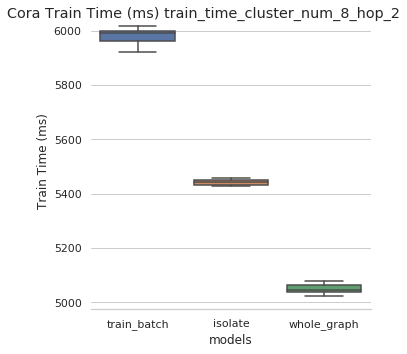 Cora Train Time (ms) train_time_cluster_num_8_hop_2
6000
5800
5600
5400
5200
5000
Train Time (ms)
train_batch isolate whole_graph
models